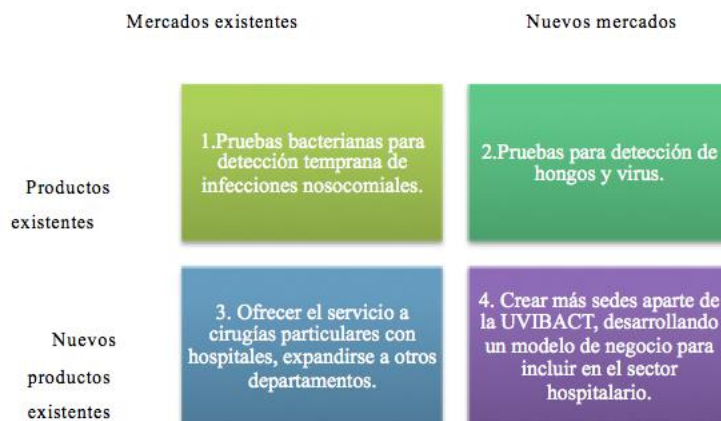 Mercados existentes
Nuevos mercados
Productos
existentes
1.Pruebas bacterianas para
detección temprana de
infecciones nosocomiales.
2.Pruebas para detección de
hongos y virus.
Nuevos
productos
existentes
3. Ofrecer el servicio a
cirugías particulares con
hospitales, expandirse a otros
departamentos.
4. Crear más sedes aparte de
la UVIBACT, desarrollando
un modelo de negocio para
incluir en el sector
hospitalario.